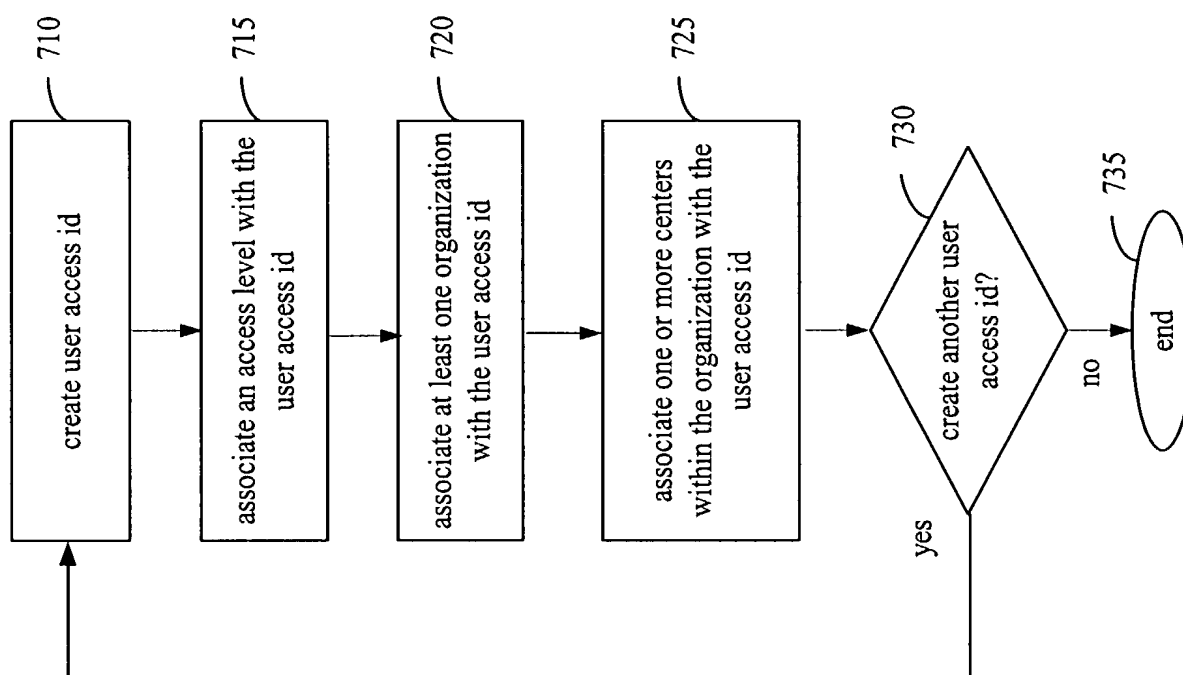 710
create user access id
715
associate an access level with the
user access id
720
associate at least one organization
with the user access id
725
associate one or more centers
within the organization with the
user access id
730
create another user
access id?
yes
no
735
end